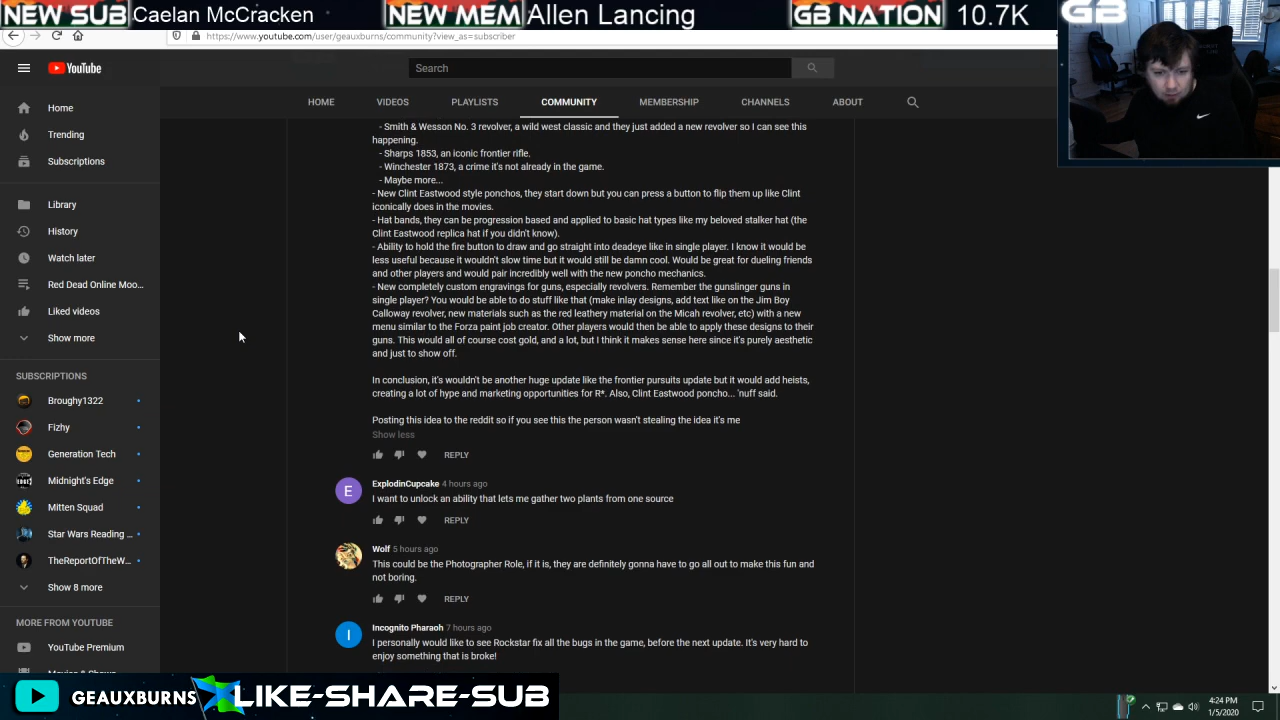 NEW SUB Caelan McCracken NEW MEM Allen Lancing GB NATION 10.7K GB
https://www.youtube.com/user/geauxburns/community?view_as=subscriber
YouTube
Search
HOME VIDEOS PLAYLISTS COMMUNITY MEMBERSHIP CHANNELS ABOUT
Home
Trending
Subscriptions
Library
History
Watch later
Red Dead Online Moo...
Liked videos
Show more
SUBSCRIPTIONS
Broughy1322
Fizhy
Generation Tech
Midnight's Edge
Mitten Squad
Star Wars Reading ...
TheReportOfTheW...
Show 8 more
MORE FROM YOUTUBE
YouTube Premium
- Smith & Wesson No. 3 revolver, a wild west classic and they just added a new revolver so I can see this
happening.
- Sharps 1853, an iconic frontier rifle.
- Winchester 1873, a crime it's not already in the game.
- Maybe more...
- New Clint Eastwood style ponchos, they start down but you can press a button to flip them up like Clint
iconically does in the movies.
- Hat bands, they can be progression based and applied to basic hat types like my beloved stalker hat (the
Clint Eastwood replica hat if you didn't know).
- Ability to hold the fire button to draw and go straight into deadeye like in single player. I know it would be
less useful because it wouldn't slow time but it would still be damn cool. Would be great for dueling friends
and other players and would pair incredibly well with the new poncho mechanics.
- New completely custom engravings for guns, especially revolvers. Remember the gunslinger guns in
single player? You would be able to do stuff like that (make inlay designs, add text like on the Jim Boy
Calloway revolver, new materials such as the red leathery material on the Micah revolver, etc) with a new
menu similar to the Forza paint job creator. Other players would then be able to apply these designs to their
guns. This would all of course cost gold, and a lot, but I think it makes sense here since it's purely aesthetic
and just to show off.
In conclusion, it's wouldn't be another huge update like the frontier pursuits update but it would add heists,
creating a lot of hype and marketing opportunities for R*. Also, Clint Eastwood poncho... 'nuff said.
Posting this idea to the reddit so if you see this the person wasn't stealing the idea it's me
Show less
REPLY
E
ExplodinCupcake 4 hours ago
I want to unlock an ability that lets me gather two plants from one source
REPLY
Wolf 5 hours ago
This could be the Photographer Role, if it is, they are definitely gonna have to go all out to make this fun and
not boring.
REPLY
I
Incognito Pharaoh 7 hours ago
I personally would like to see Rockstar fix all the bugs in the game, before the next update. It's very hard to
enjoy something that is broke!
GEAUXBURNS LIKE-SHARE-SUB
4:24 PM
1/5/2020